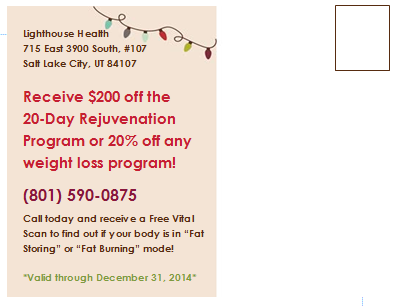 Lighthouse Health
715 East 3900 South, #107
Salt Lake City, UT 84107
Receive $200 off the
20-Day Rejuvenation
Program or 20% off any
weight loss program!
(801) 590-0875
Call today and receive a Free Vital
Scan to find out if your body is in “Fat
Storing” or “Fat Burning” mode!
*Valid through December 31, 2014*